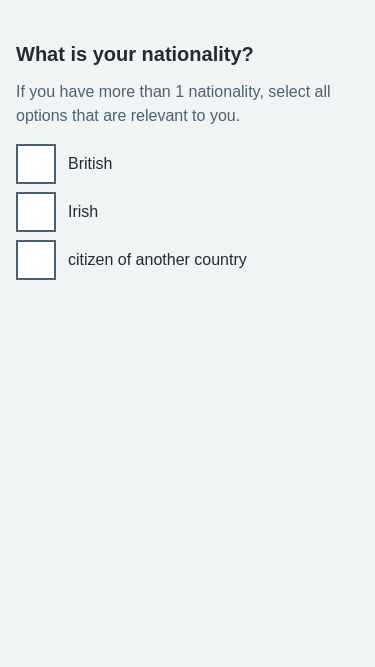 What is your nationality?
If you have more than 1 nationality, select all
options that are relevant to you.
British
Irish
citizen of another country